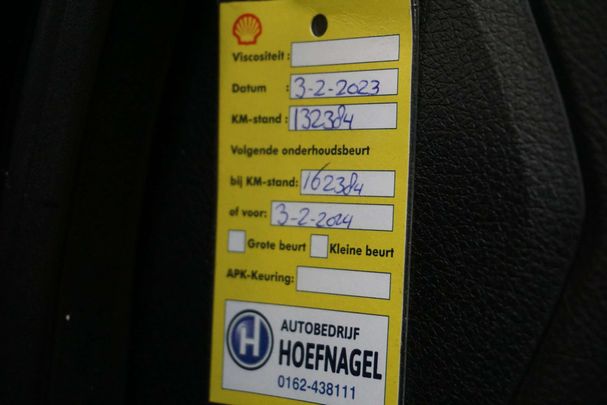 Viscositeit :
Datum : 3-2-2023
KM-stand : 132384
Volgende onderhoudsbeurt
bij KM-stand: 162384
of voor: 3-2-2024
Grote beurt Kleine beurt
APK-Keuring:
H
AUTOBEDRIJF
HOEFNAGEL
0162-438111